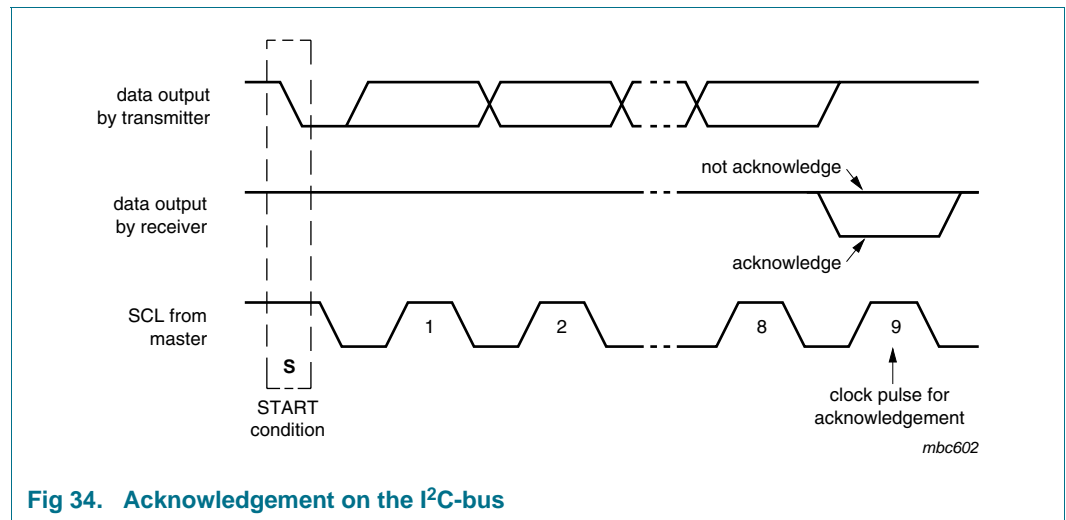 data output
by transmitter
not acknowledge
data output
by receiver
acknowledge
SCL from
master
1
2
8
9
S
START
condition
clock pulse for
acknowledgement
mbc602
Fig 34. Acknowledgement on the I²C-bus